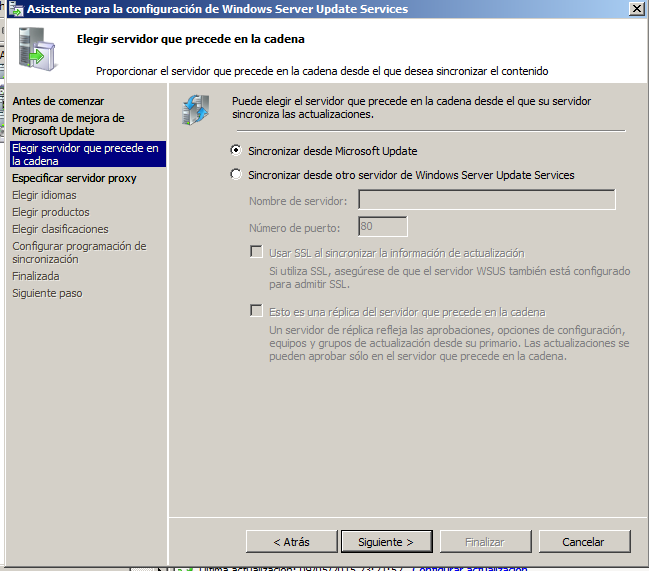 Asistente para la configuración de Windows Server Update Services
Elegir servidor que precede en la cadena
Proporcionar el servidor que precede en la cadena desde el que desea sincronizar el contenido
Antes de comenzar
Programa de mejora de
Microsoft Update
Elegir servidor que precede en
la cadena
Especificar servidor proxy
Elegir idiomas
Elegir productos
Elegir clasificaciones
Configurar programación de
sincronización
Finalizada
Siguiente paso
Puede elegir el servidor que precede en la cadena desde el que su servidor
sincroniza las actualizaciones.
Sincronizar desde Microsoft Update
Sincronizar desde otro servidor de Windows Server Update Services
Nombre de servidor:
Número de puerto: 80
Usar SSL al sincronizar la información de actualización
Si utiliza SSL, asegúrese de que el servidor WSUS también está configurado
para admitir SSL.
Esto es una réplica del servidor que precede en la cadena
Un servidor de réplica refleja las aprobaciones, opciones de configuración,
equipos y grupos de actualización desde su primario. Las actualizaciones se
pueden aprobar sólo en el servidor que precede en la cadena.
< Atrás Siguiente > Finalizar Cancelar
Última actualización: 09/05/2015 Configurar actualización